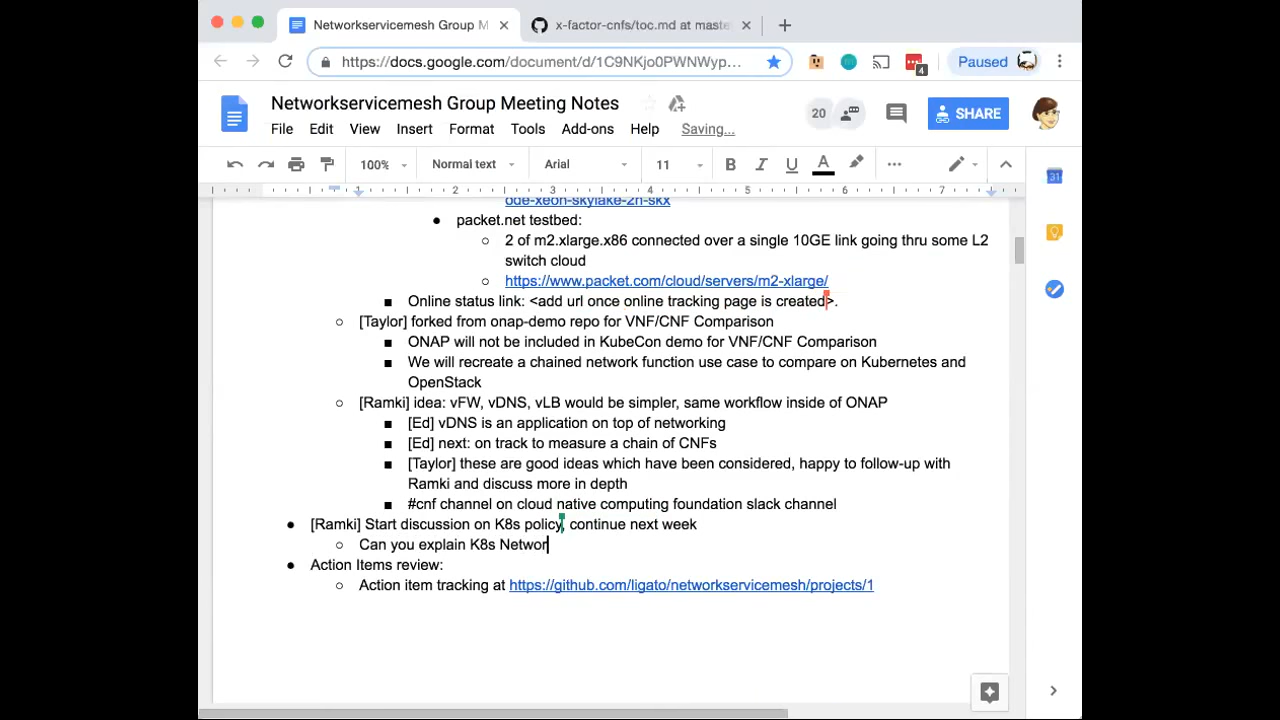 Networkservicemesh Group M
x-factor-cnfs/toc.md at maste
https://docs.google.com/document/d/1C9NKjo0PWNWyp...
4
Paused
Networkservicemesh Group Meeting Notes
20
SHARE
File Edit View Insert Format Tools Add-ons Help Saving...
100% Normal text Arial 11 B I U A
31
1 2 3 4 5 6 7
ode-xeon-skylake-2n-skx
● packet.net testbed:
○ 2 of m2.xlarge.x86 connected over a single 10GE link going thru some L2
switch cloud
○ https://www.packet.com/cloud/servers/m2-xlarge/
■ Online status link: <add url once online tracking page is created>.
○ [Taylor] forked from onap-demo repo for VNF/CNF Comparison
■ ONAP will not be included in KubeCon demo for VNF/CNF Comparison
■ We will recreate a chained network function use case to compare on Kubernetes and
OpenStack
○ [Ramki] idea: vFW, vDNS, vLB would be simpler, same workflow inside of ONAP
■ [Ed] vDNS is an application on top of networking
■ [Ed] next: on track to measure a chain of CNFs
■ [Taylor] these are good ideas which have been considered, happy to follow-up with
Ramki and discuss more in depth
■ #cnf channel on cloud native computing foundation slack channel
● [Ramki] Start discussion on K8s policy, continue next week
○ Can you explain K8s Networ
● Action Items review:
○ Action item tracking at https://github.com/ligato/networkservicemesh/projects/1